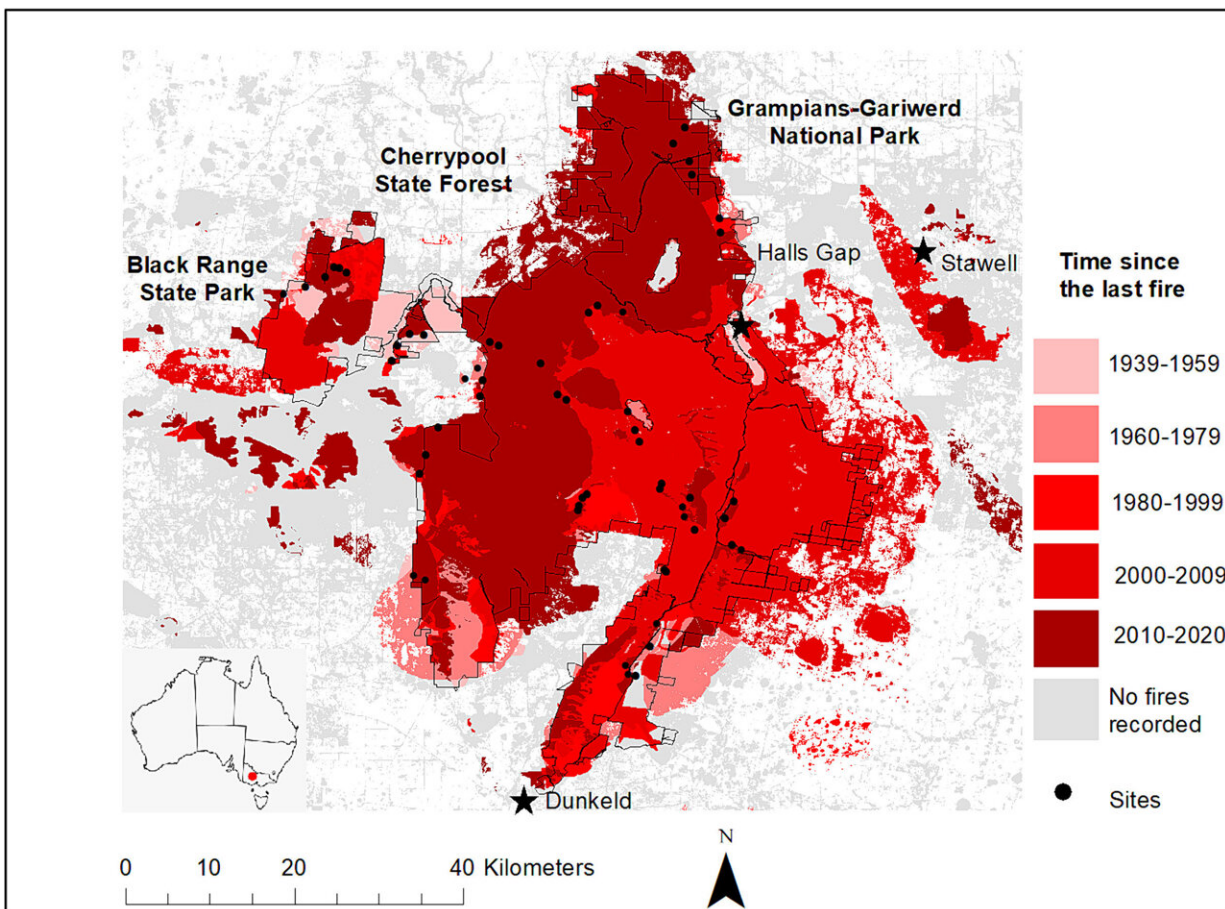 Grampians-Gariwerd
National Park
Cherrypool
State Forest
Black Range
State Park
Halls Gap
Stawell
Dunkeld
Time since
the last fire
1939-1959
1960-1979
1980-1999
2000-2009
2010-2020
No fires
recorded
Sites
0 10 20 40 Kilometers
N